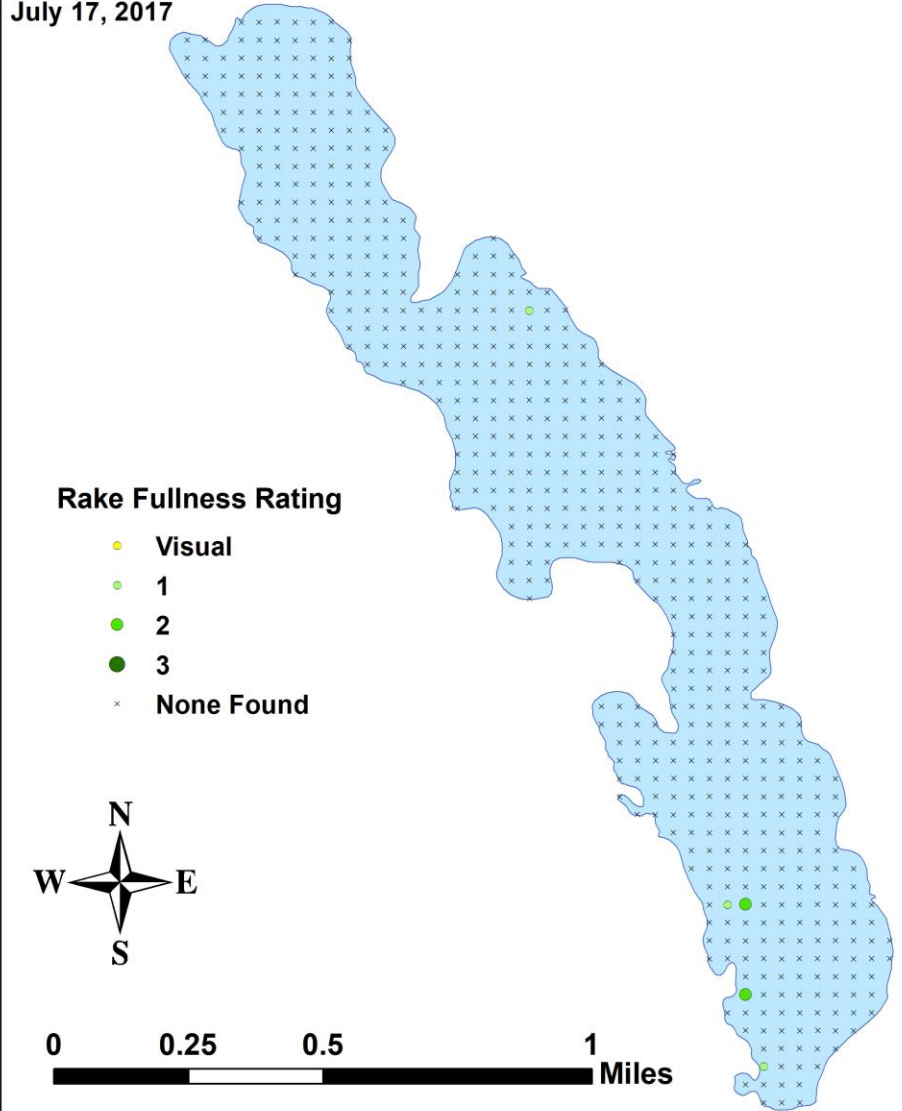 July 17, 2017
Rake Fullness Rating
Visual
1
2
3
None Found
N
W E
S
0 0.25 0.5 1
Miles